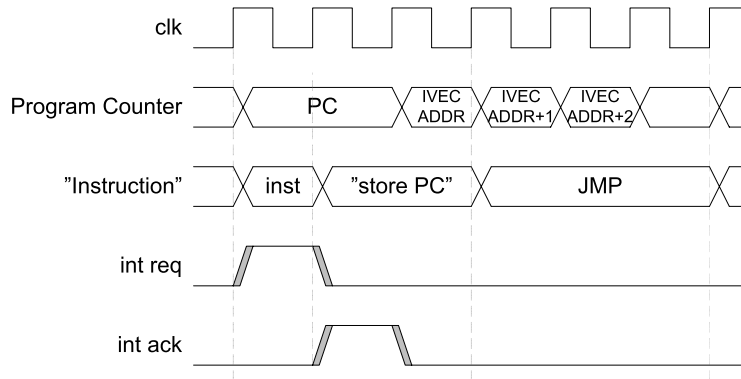 clk
Program Counter
PC
IVEC
ADDR
IVEC
ADDR+1
IVEC
ADDR+2
”Instruction”
inst
”store PC”
JMP
int req
int ack